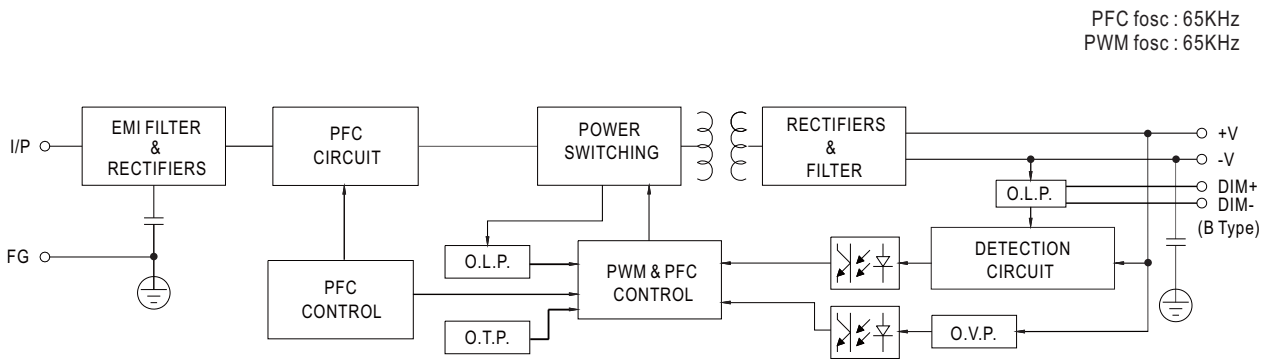 PFC fosc : 65KHz
PWM fosc : 65KHz
I/P
EMI FILTER
&
RECTIFIERS
PFC
CIRCUIT
POWER
SWITCHING
RECTIFIERS
&
FILTER
+V
-V
O.L.P.
DIM+
DIM-
(B Type)
FG
PFC
CONTROL
O.L.P.
O.T.P.
PWM & PFC
CONTROL
DETECTION
CIRCUIT
O.V.P.